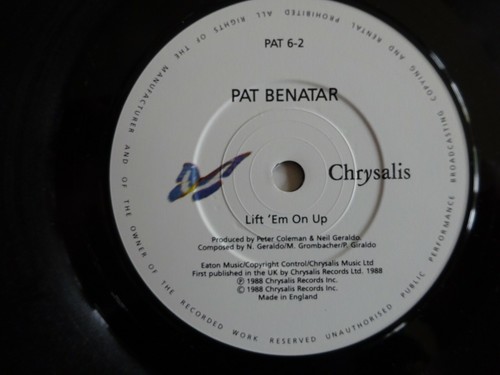 PAT 6-2
PAT BENATAR
Chrysalis
Lift 'Em On Up
Produced by Peter Coleman & Neil Geraldo.
Composed by N. Geraldo/M. Grombacher/P. Giraldo
Eaton Music/Copyright Control/Chrysalis Music Ltd
First published in the UK by Chrysalis Records Ltd. 1988
Ⓟ 1988 Chrysalis Records Inc.
© 1988 Chrysalis Records Inc.
Made in England
ALL RIGHTS OF THE MANUFACTURER AND OF THE OWNER OF THE RECORDED WORK RESERVED UNAUTHORISED PUBLIC PERFORMANCE BROADCASTING COPYING AND RENTAL PROHIBITED